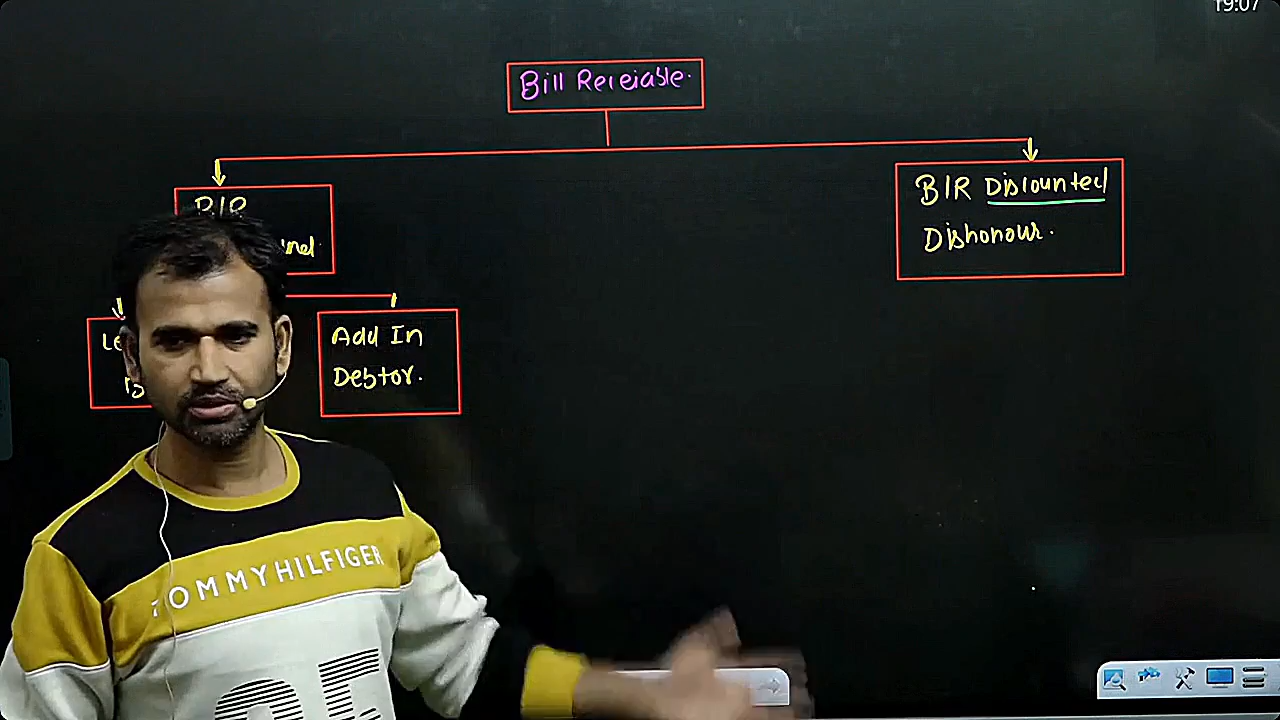 19:07
Bill Receiable.
BIR
BIR Discounted
Dishonour.
Add In
Debtor.
TOMMY HILFIGER